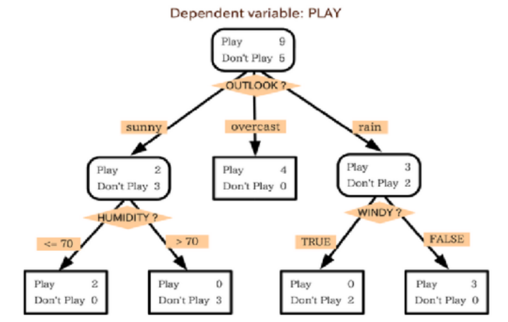 Dependent variable: PLAY
Play 9
Don't Play 5
OUTLOOK ?
sunny
overcast
rain
Play 2
Don't Play 3
Play 4
Don't Play 0
Play 3
Don't Play 2
HUMIDITY ?
WINDY ?
<= 70
> 70
TRUE
FALSE
Play 2
Don't Play 0
Play 0
Don't Play 3
Play 0
Don't Play 2
Play 3
Don't Play 0